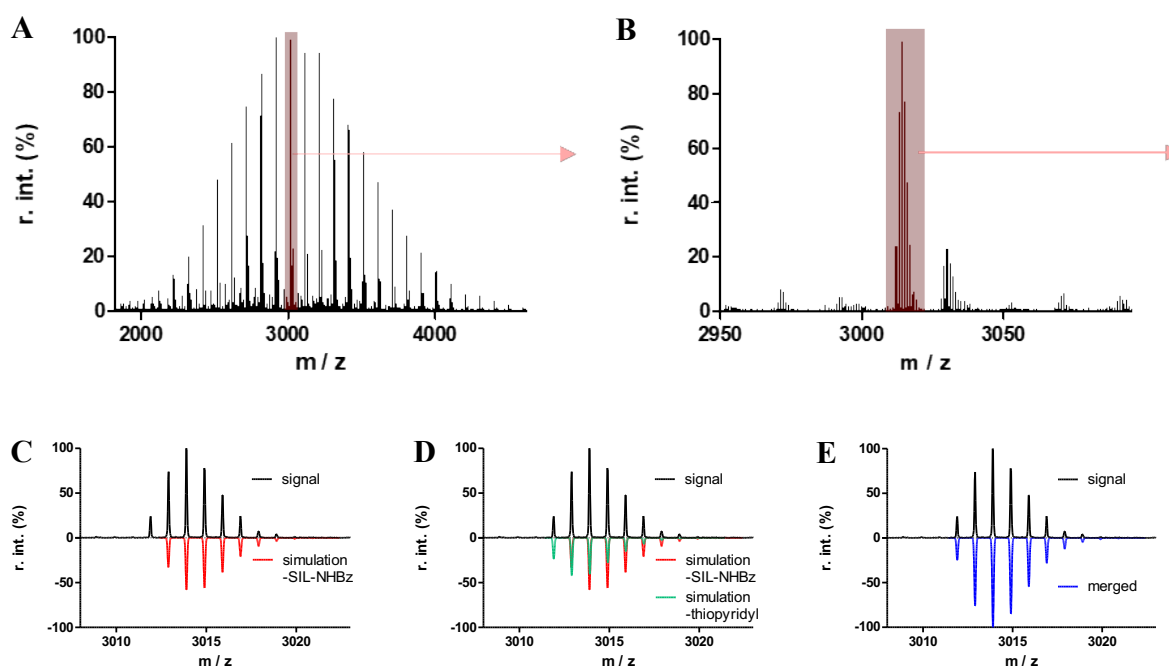 A
r. int. (%)
100
80
60
40
20
0
2000
3000
4000
m / z
B
r. int. (%)
100
80
60
40
20
0
2950
3000
3050
m / z
C
r. int. (%)
100
50
0
-50
-100
signal
simulation
-SIL-NHBz
3010
3015
3020
m / z
D
r. int. (%)
100
50
0
-50
-100
signal
simulation
-SIL-NHBz
simulation
-thiopyridyl
3010
3015
3020
m / z
E
r. int. (%)
100
50
0
-50
-100
signal
merged
3010
3015
3020
m / z